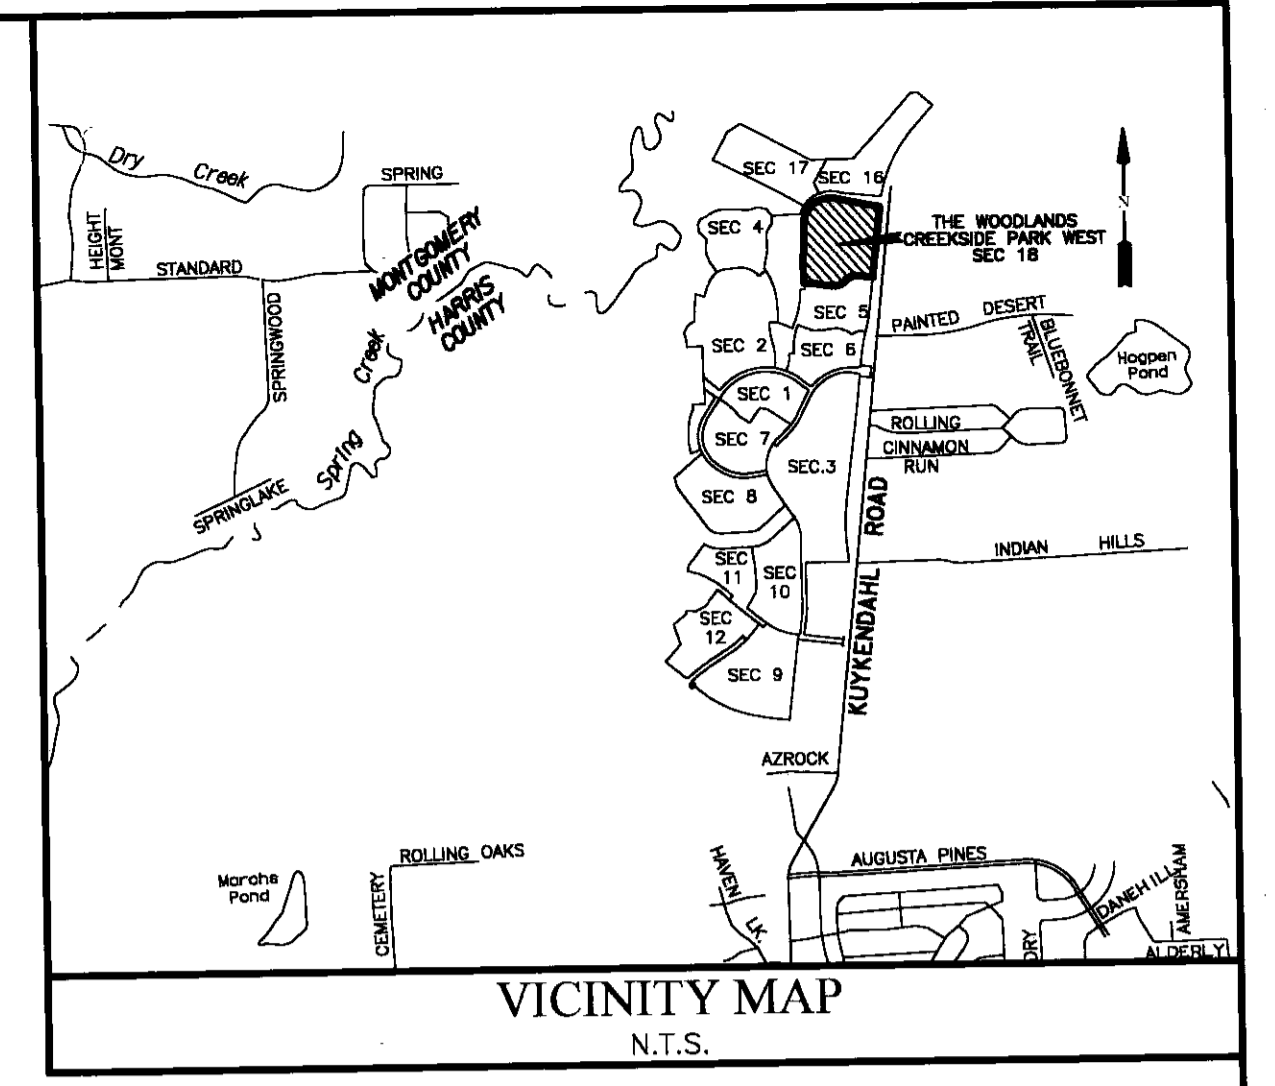 Dry
Creek
SPRING
SEC 17
SEC 16
HEIGHT
MONT
STANDARD
MONTGOMERY
COUNTY
HARRIS
COUNTY
SEC 4
N
THE WOODLANDS
CREEKSIDE PARK WEST
SEC 18
SPRINGWOOD
Creek
Spring
SPRINGLAKE
SEC 5
SEC 2
SEC 6
PAINTED DESERT
BLUEBONNET
TRAIL
Hogpen
Pond
SEC 1
SEC 7
SEC.3
SEC 8
ROLLING
CINNAMON
RUN
KUYKENDAHL ROAD
INDIAN HILLS
SEC
11
SEC
10
SEC
12
SEC 9
AZROCK
ROLLING OAKS
CEMETERY
Marchs
Pond
HAVEN
LK.
AUGUSTA PINES
DANEHILL
AMERSHAM
DRY
ALDERLY
VICINITY MAP
N.T.S.